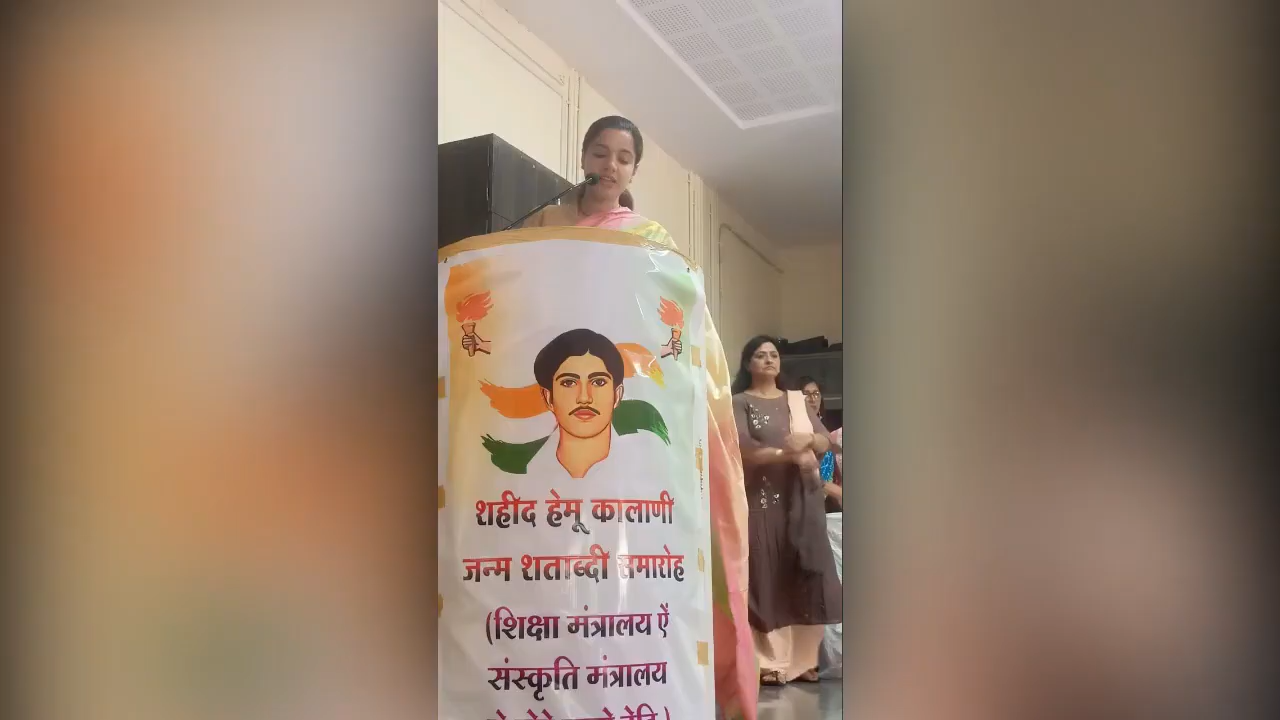 शहीद हेमू कालाणी
जन्म शताब्दी समारोह
(शिक्षा मंत्रालय ऐं
संस्कृति मंत्रालय